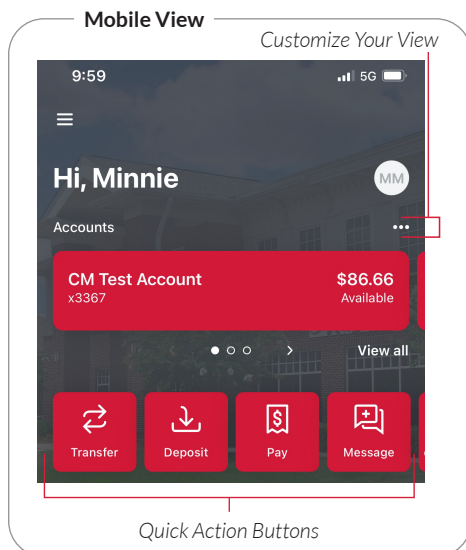 Mobile View
Customize Your View
9:59 5G
Hi, Minnie MM
Accounts
CM Test Account $86.66
x3367 Available
View all
Transfer Deposit Pay Message
Quick Action Buttons